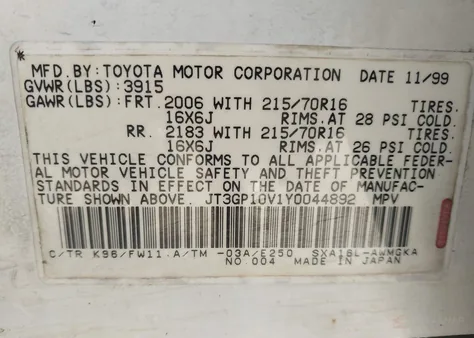 MFD.BY:TOYOTA MOTOR CORPORATION DATE 11/99
GVWR(LBS):3915
GAWR(LBS):FRT.2006 WITH 215/70R16 TIRES.
16X6J RIMS.AT 28 PSI COLD.
RR. 2183 WITH 215/70R16 TIRES.
16X6J RIMS.AT 26 PSI COLD.
THIS VEHICLE CONFORMS TO ALL APPLICABLE FEDER-
AL MOTOR VEHICLE SAFETY AND THEFT PREVENTION
STANDARDS IN EFFECT ON THE DATE OF MANUFAC-
TURE SHOWN ABOVE. JT3GP10V1Y0044892 MPV
C/TR K96/FW11 A/TM -03A/E250 SXA16L-AWMGKA
NO.004 MADE IN JAPAN